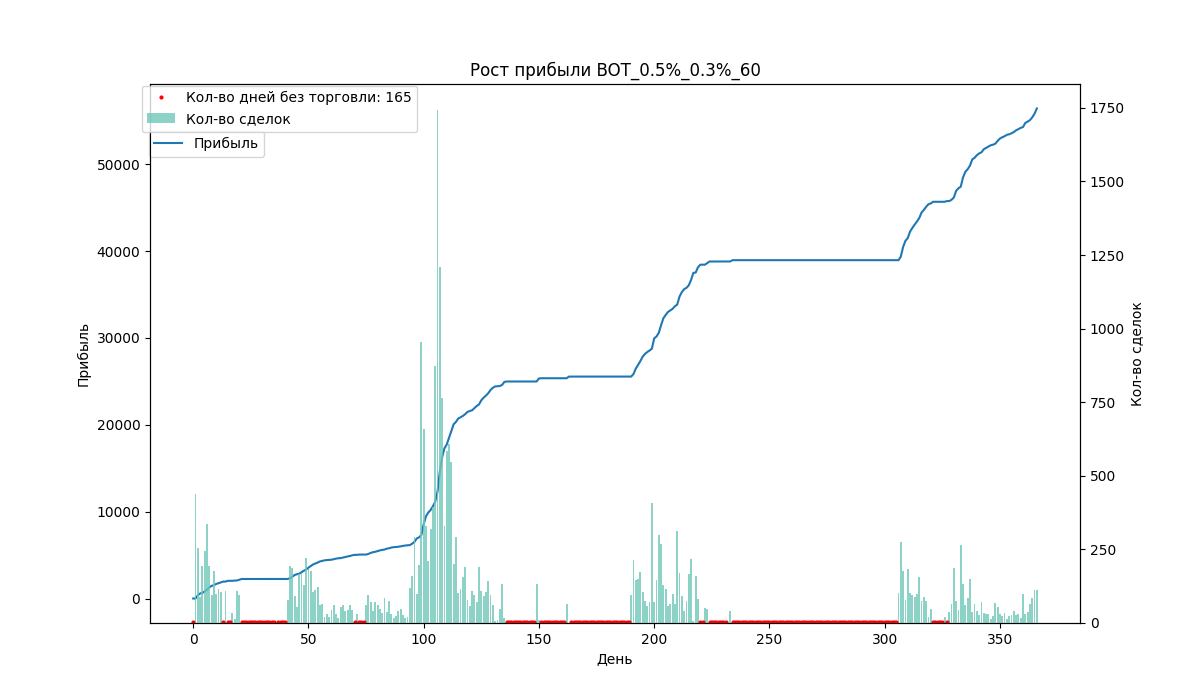 Рост прибыли BOT_0.5%_0.3%_60
Кол-во дней без торговли: 165
Кол-во сделок
Прибыль
50000
40000
30000
20000
10000
0
Прибыль
1750
1500
1250
1000
750
500
250
0
Кол-во сделок
0 50 100 150 200 250 300 350
День